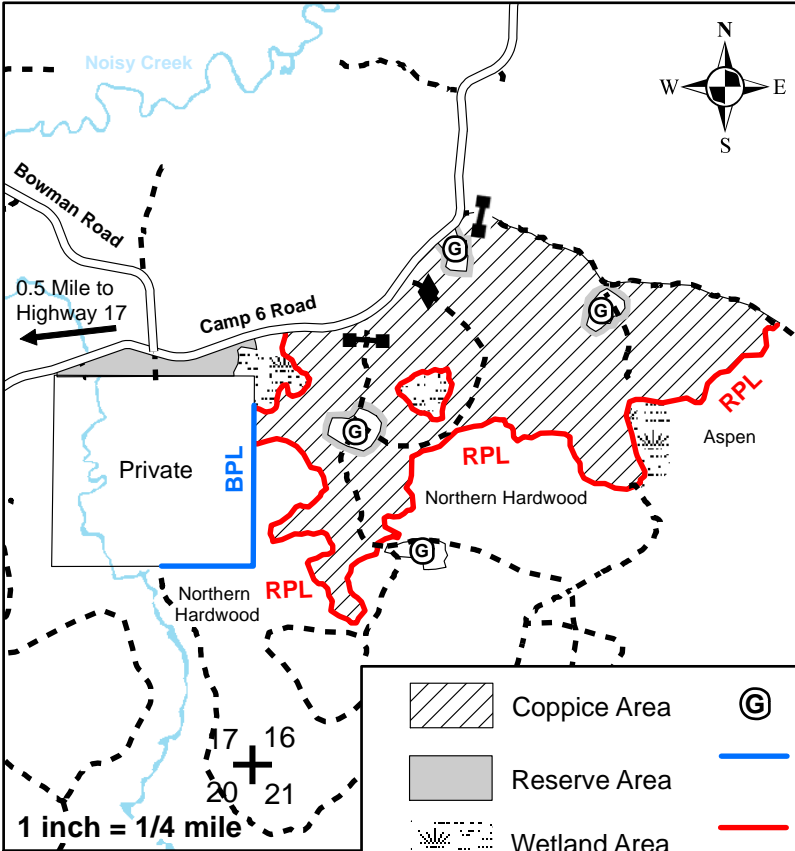 Noisy Creek
N
W
E
S
Bowman Road
G
0.5 Mile to
Highway 17
Camp 6 Road
G
RPL
G
Aspen
BPL
Private
RPL
Northern Hardwood
G
RPL
Northern
Hardwood
Coppice Area
G
17 16
20 21
Reserve Area
1 inch = 1/4 mile
Wetland Area